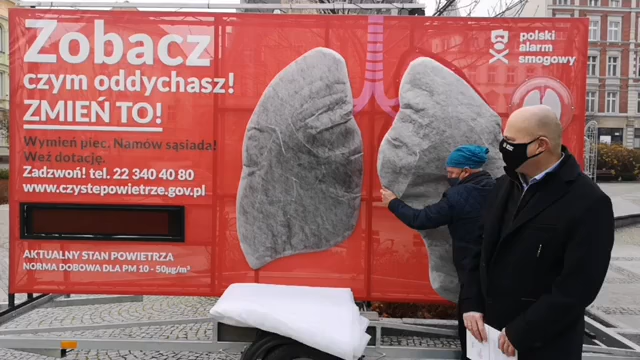 Zobacz
czym oddychasz!
ZMIEŃ TO!
Wymień piec. Namów sąsiada!
Weź dotację.
Zadzwoń! tel. 22 340 40 80
www.czystepowietrze.gov.pl
AKTUALNY STAN POWIETRZA
NORMA DOBOWA DLA PM 10 - 50µg/m³
polski
alarm
smogowy